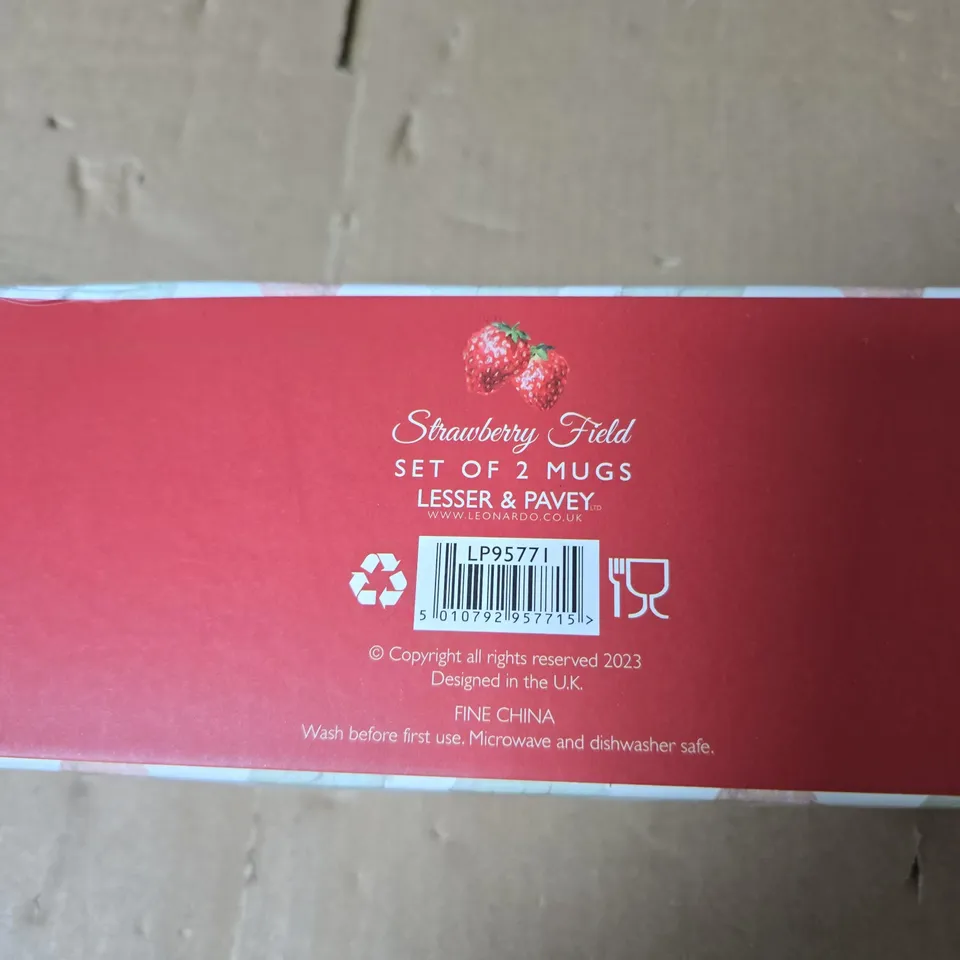 Strawberry Field
SET OF 2 MUGS
LESSER & PAVEY LTD
WWW.LEONARDO.CO.UK
LP95771
5 010792 957715 >
© Copyright all rights reserved 2023
Designed in the U.K.
FINE CHINA
Wash before first use. Microwave and dishwasher safe.